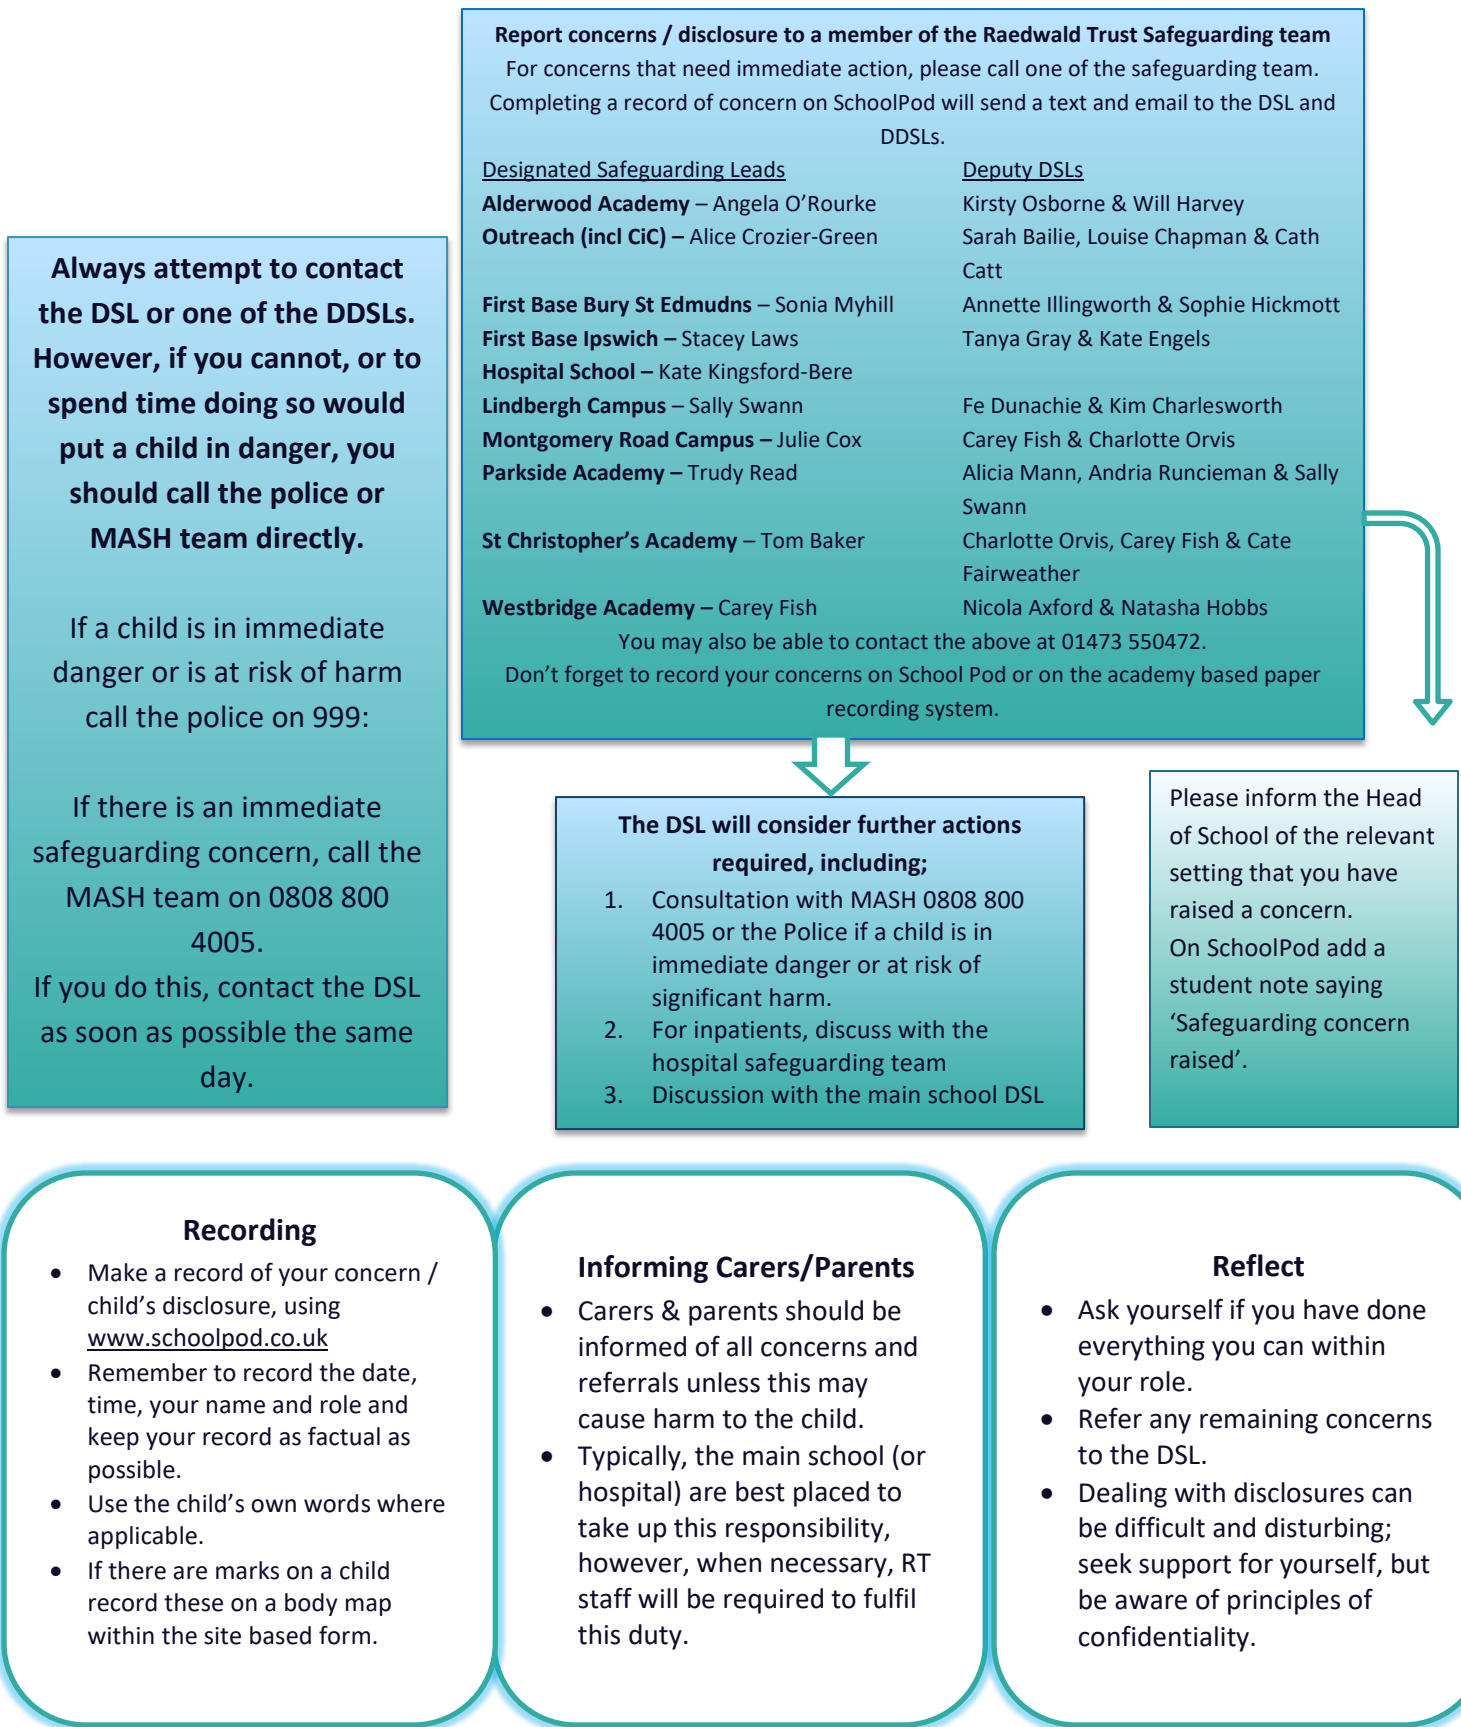 Report concerns / disclosure to a member of the Raedwald Trust Safeguarding team
For concerns that need immediate action, please call one of the safeguarding team.
Completing a record of concern on SchoolPod will send a text and email to the DSL and
DDSLs.
Designated Safeguarding Leads Deputy DSLs
Alderwood Academy – Angela O’Rourke Kirsty Osborne & Will Harvey
Outreach (incl CiC) – Alice Crozier-Green Sarah Bailie, Louise Chapman & Cath
Catt
First Base Bury St Edmudns – Sonia Myhill Annette Illingworth & Sophie Hickmott
First Base Ipswich – Stacey Laws Tanya Gray & Kate Engels
Hospital School – Kate Kingsford-Bere
Lindbergh Campus – Sally Swann Fe Dunachie & Kim Charlesworth
Montgomery Road Campus – Julie Cox Carey Fish & Charlotte Orvis
Parkside Academy – Trudy Read Alicia Mann, Andria Runcieman & Sally
Swann
St Christopher’s Academy – Tom Baker Charlotte Orvis, Carey Fish & Cate
Fairweather
Westbridge Academy – Carey Fish Nicola Axford & Natasha Hobbs
You may also be able to contact the above at 01473 550472.
Don’t forget to record your concerns on School Pod or on the academy based paper
recording system.
Always attempt to contact
the DSL or one of the DDSLs.
However, if you cannot, or to
spend time doing so would
put a child in danger, you
should call the police or
MASH team directly.
If a child is in immediate
danger or is at risk of harm
call the police on 999:
If there is an immediate
safeguarding concern, call the
MASH team on 0808 800
4005.
If you do this, contact the DSL
as soon as possible the same
day.
The DSL will consider further actions
required, including;
1. Consultation with MASH 0808 800
4005 or the Police if a child is in
immediate danger or at risk of
significant harm.
2. For inpatients, discuss with the
hospital safeguarding team
3. Discussion with the main school DSL
Please inform the Head
of School of the relevant
setting that you have
raised a concern.
On SchoolPod add a
student note saying
‘Safeguarding concern
raised’.
Recording
• Make a record of your concern /
child’s disclosure, using
www.schoolpod.co.uk
• Remember to record the date,
time, your name and role and
keep your record as factual as
possible.
• Use the child’s own words where
applicable.
• If there are marks on a child
record these on a body map
within the site based form.
Informing Carers/Parents
• Carers & parents should be
informed of all concerns and
referrals unless this may
cause harm to the child.
• Typically, the main school (or
hospital) are best placed to
take up this responsibility,
however, when necessary, RT
staff will be required to fulfil
this duty.
Reflect
• Ask yourself if you have done
everything you can within
your role.
• Refer any remaining concerns
to the DSL.
• Dealing with disclosures can
be difficult and disturbing;
seek support for yourself, but
be aware of principles of
confidentiality.